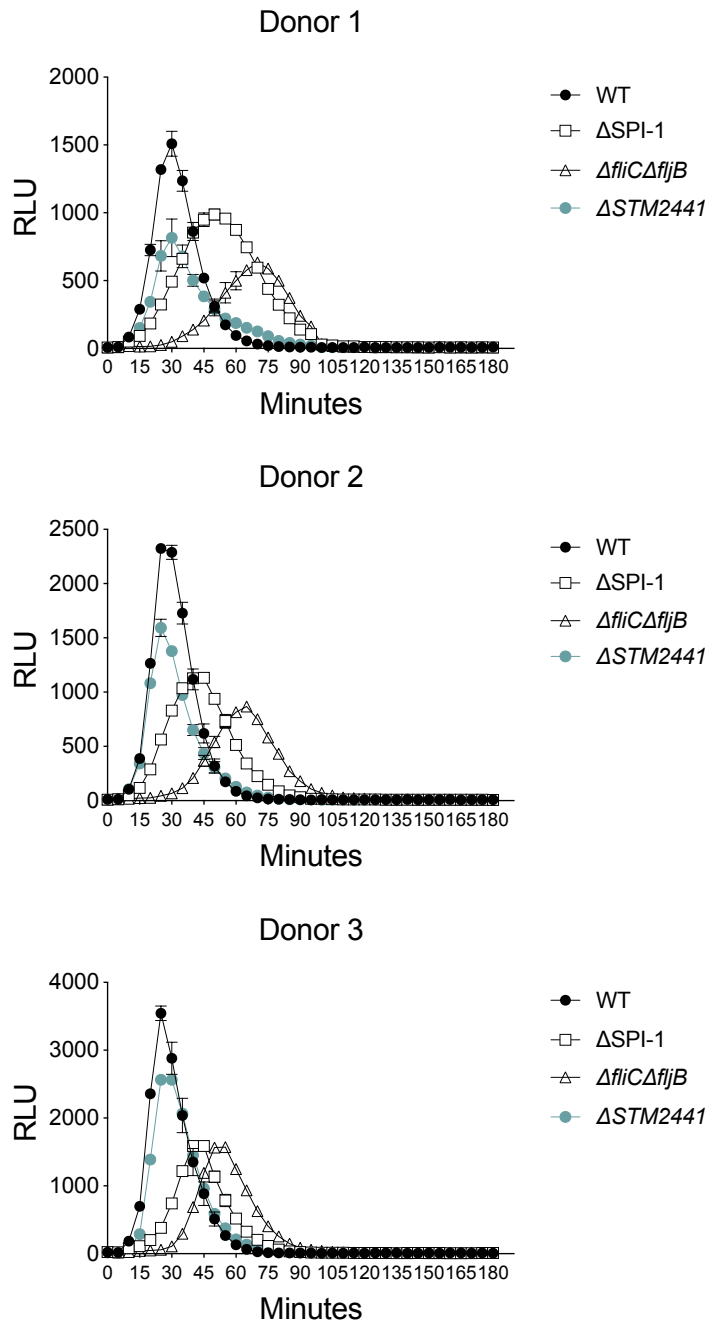 Donor 1
2000
1500
1000
500
0
RLU
0 15 30 45 60 75 90 105 120 135 150 165 180
Minutes
WT
ΔSPI-1
ΔfliCΔfljB
ΔSTM2441
Donor 2
2500
2000
1500
1000
500
0
RLU
0 15 30 45 60 75 90 105 120 135 150 165 180
Minutes
WT
ΔSPI-1
ΔfliCΔfljB
ΔSTM2441
Donor 3
4000
3000
2000
1000
0
RLU
0 15 30 45 60 75 90 105 120 135 150 165 180
Minutes
WT
ΔSPI-1
ΔfliCΔfljB
ΔSTM2441